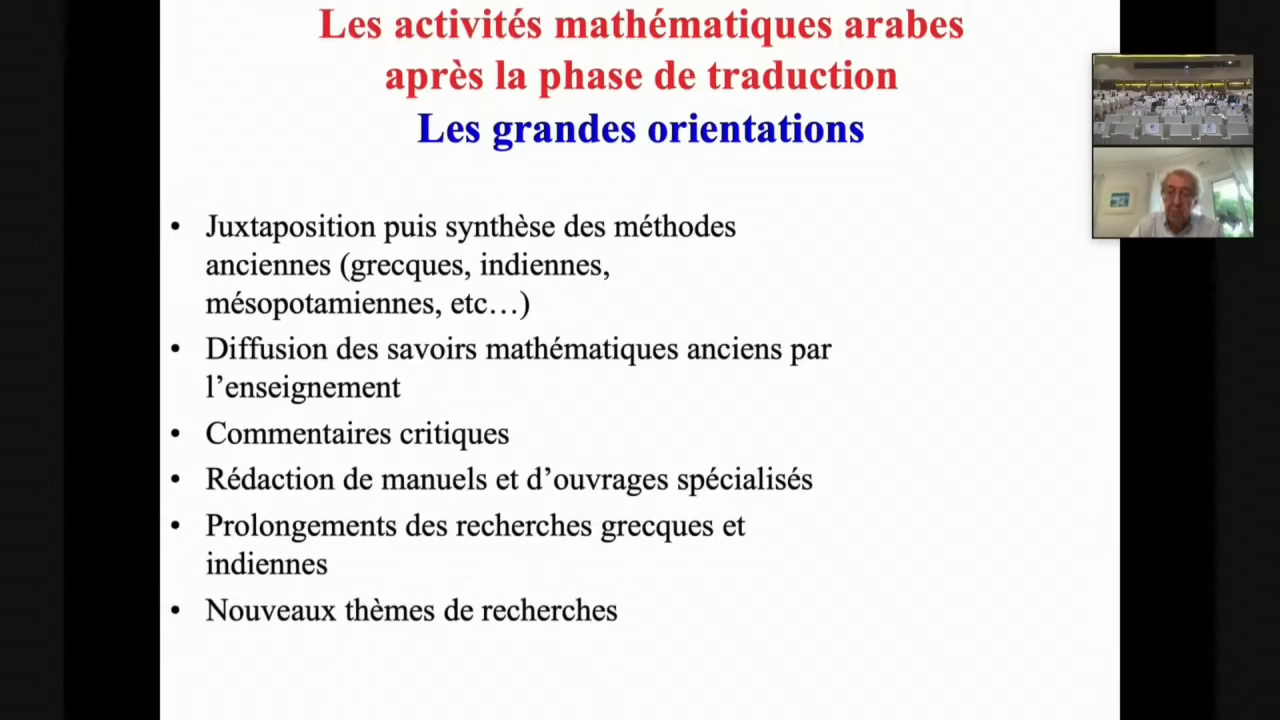 Les activités mathématiques arabes
après la phase de traduction
Les grandes orientations
• Juxtaposition puis synthèse des méthodes
anciennes (grecques, indiennes,
mésopotamiennes, etc…)
• Diffusion des savoirs mathématiques anciens par
l’enseignement
• Commentaires critiques
• Rédaction de manuels et d’ouvrages spécialisés
• Prolongements des recherches grecques et
indiennes
• Nouveaux thèmes de recherches